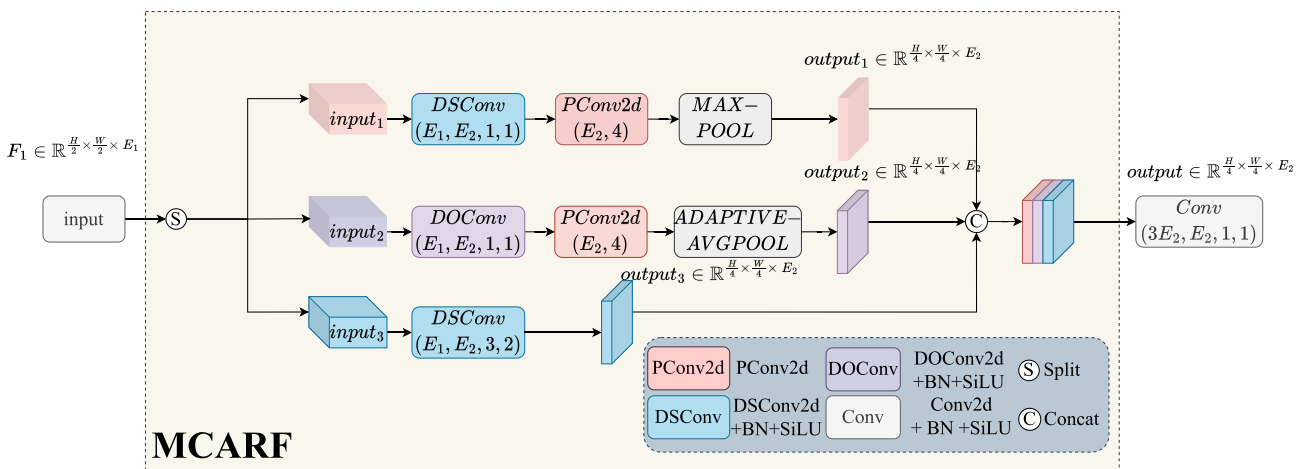 F₁ ∈ ℝ^{H/2 × W/2 × E₁}
input
S
input₁
DSConv
(E₁, E₂, 1, 1)
PConv2d
(E₂, 4)
MAX−
POOL
output₁ ∈ ℝ^{H/4 × W/4 × E₂}
input₂
DOConv
(E₁, E₂, 1, 1)
PConv2d
(E₂, 4)
ADAPTIVE−
AVGPOOL
output₂ ∈ ℝ^{H/4 × W/4 × E₂}
input₃
DSConv
(E₁, E₂, 3, 2)
output₃ ∈ ℝ^{H/4 × W/4 × E₂}
C
output ∈ ℝ^{H/4 × W/4 × E₂}
Conv
(3E₂, E₂, 1, 1)
PConv2d
PConv2d
DOConv
DOConv2d
+BN+SiLU
S Split
DSConv
DSConv2d
+BN+SiLU
Conv
Conv2d
+ BN +SiLU
C Concat
MCARF